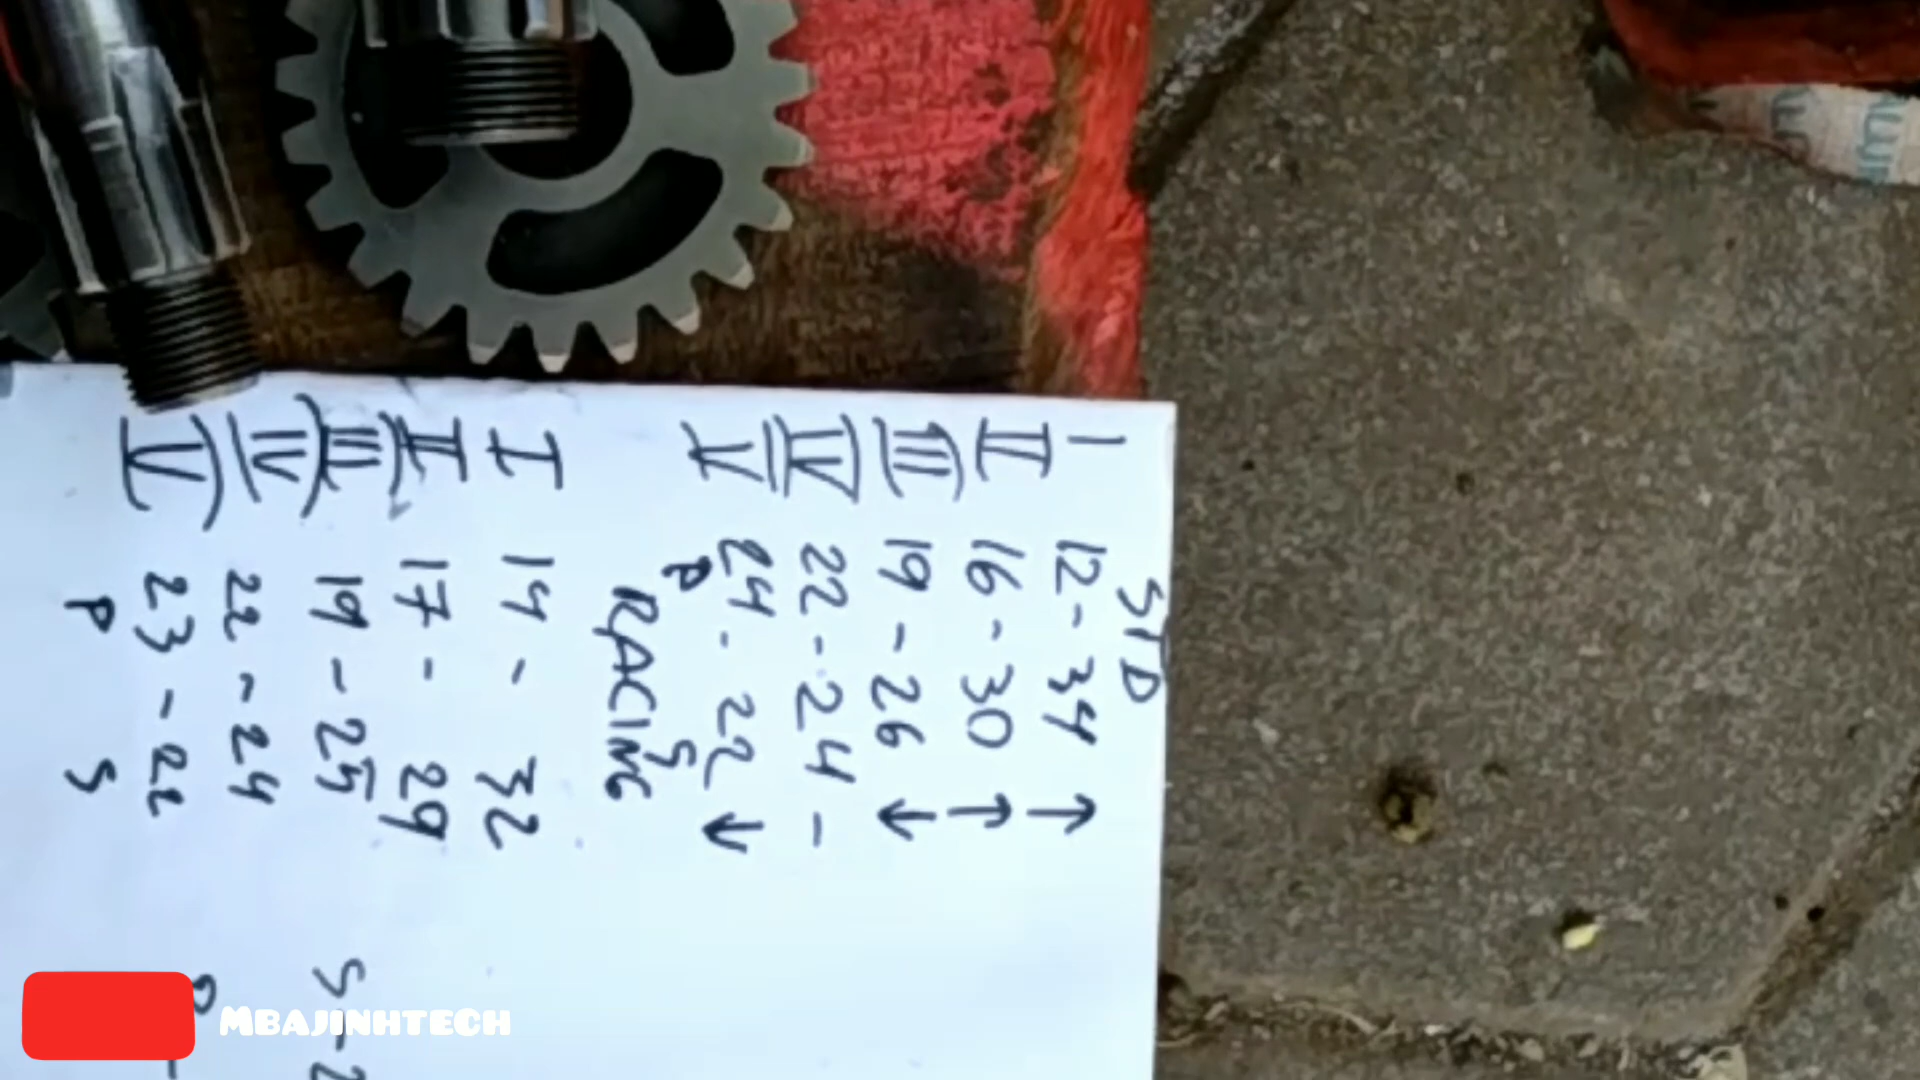 STD
I 12 - 34 ↑
II 16 - 30 ↑
III 19 - 26 ↓
IV 22 - 24 -
V 24 - 22 ↓
P S
RACING
I 14 - 32
II 17 - 29
III 19 - 25
IV 22 - 24
V 23 - 22
P S
MBAJINHTECH